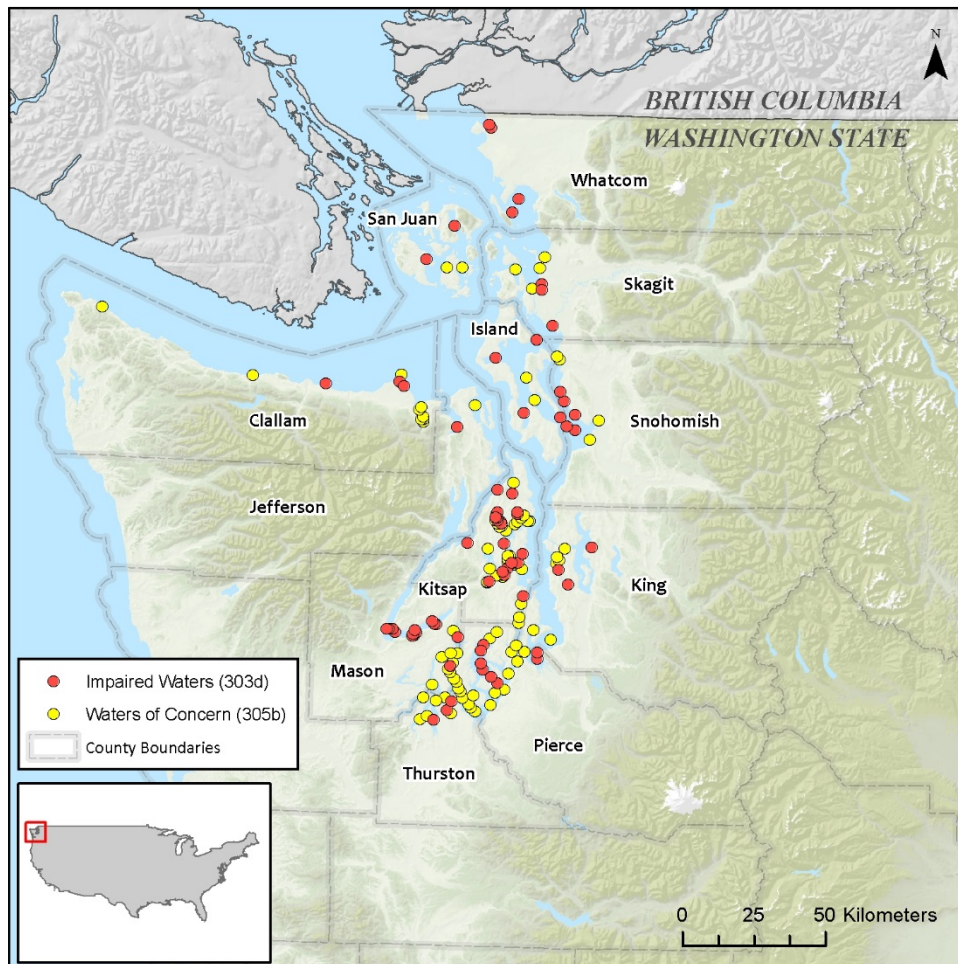 N
BRITISH COLUMBIA
WASHINGTON STATE
Whatcom
San Juan
Skagit
Island
Clallam
Snohomish
Jefferson
Kitsap
King
Mason
Pierce
Thurston
Impaired Waters (303d)
Waters of Concern (305b)
County Boundaries
0 25 50 Kilometers